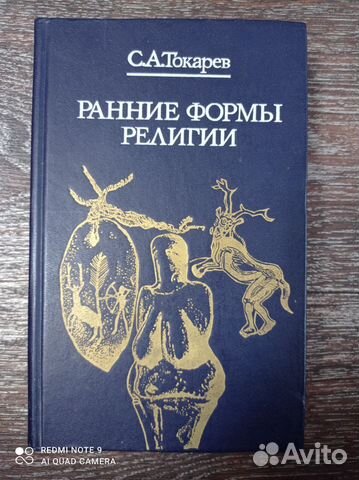 С.А.Токарев
РАННИЕ ФОРМЫ
РЕЛИГИИ
REDMI NOTE 9
AI QUAD CAMERA
Avito